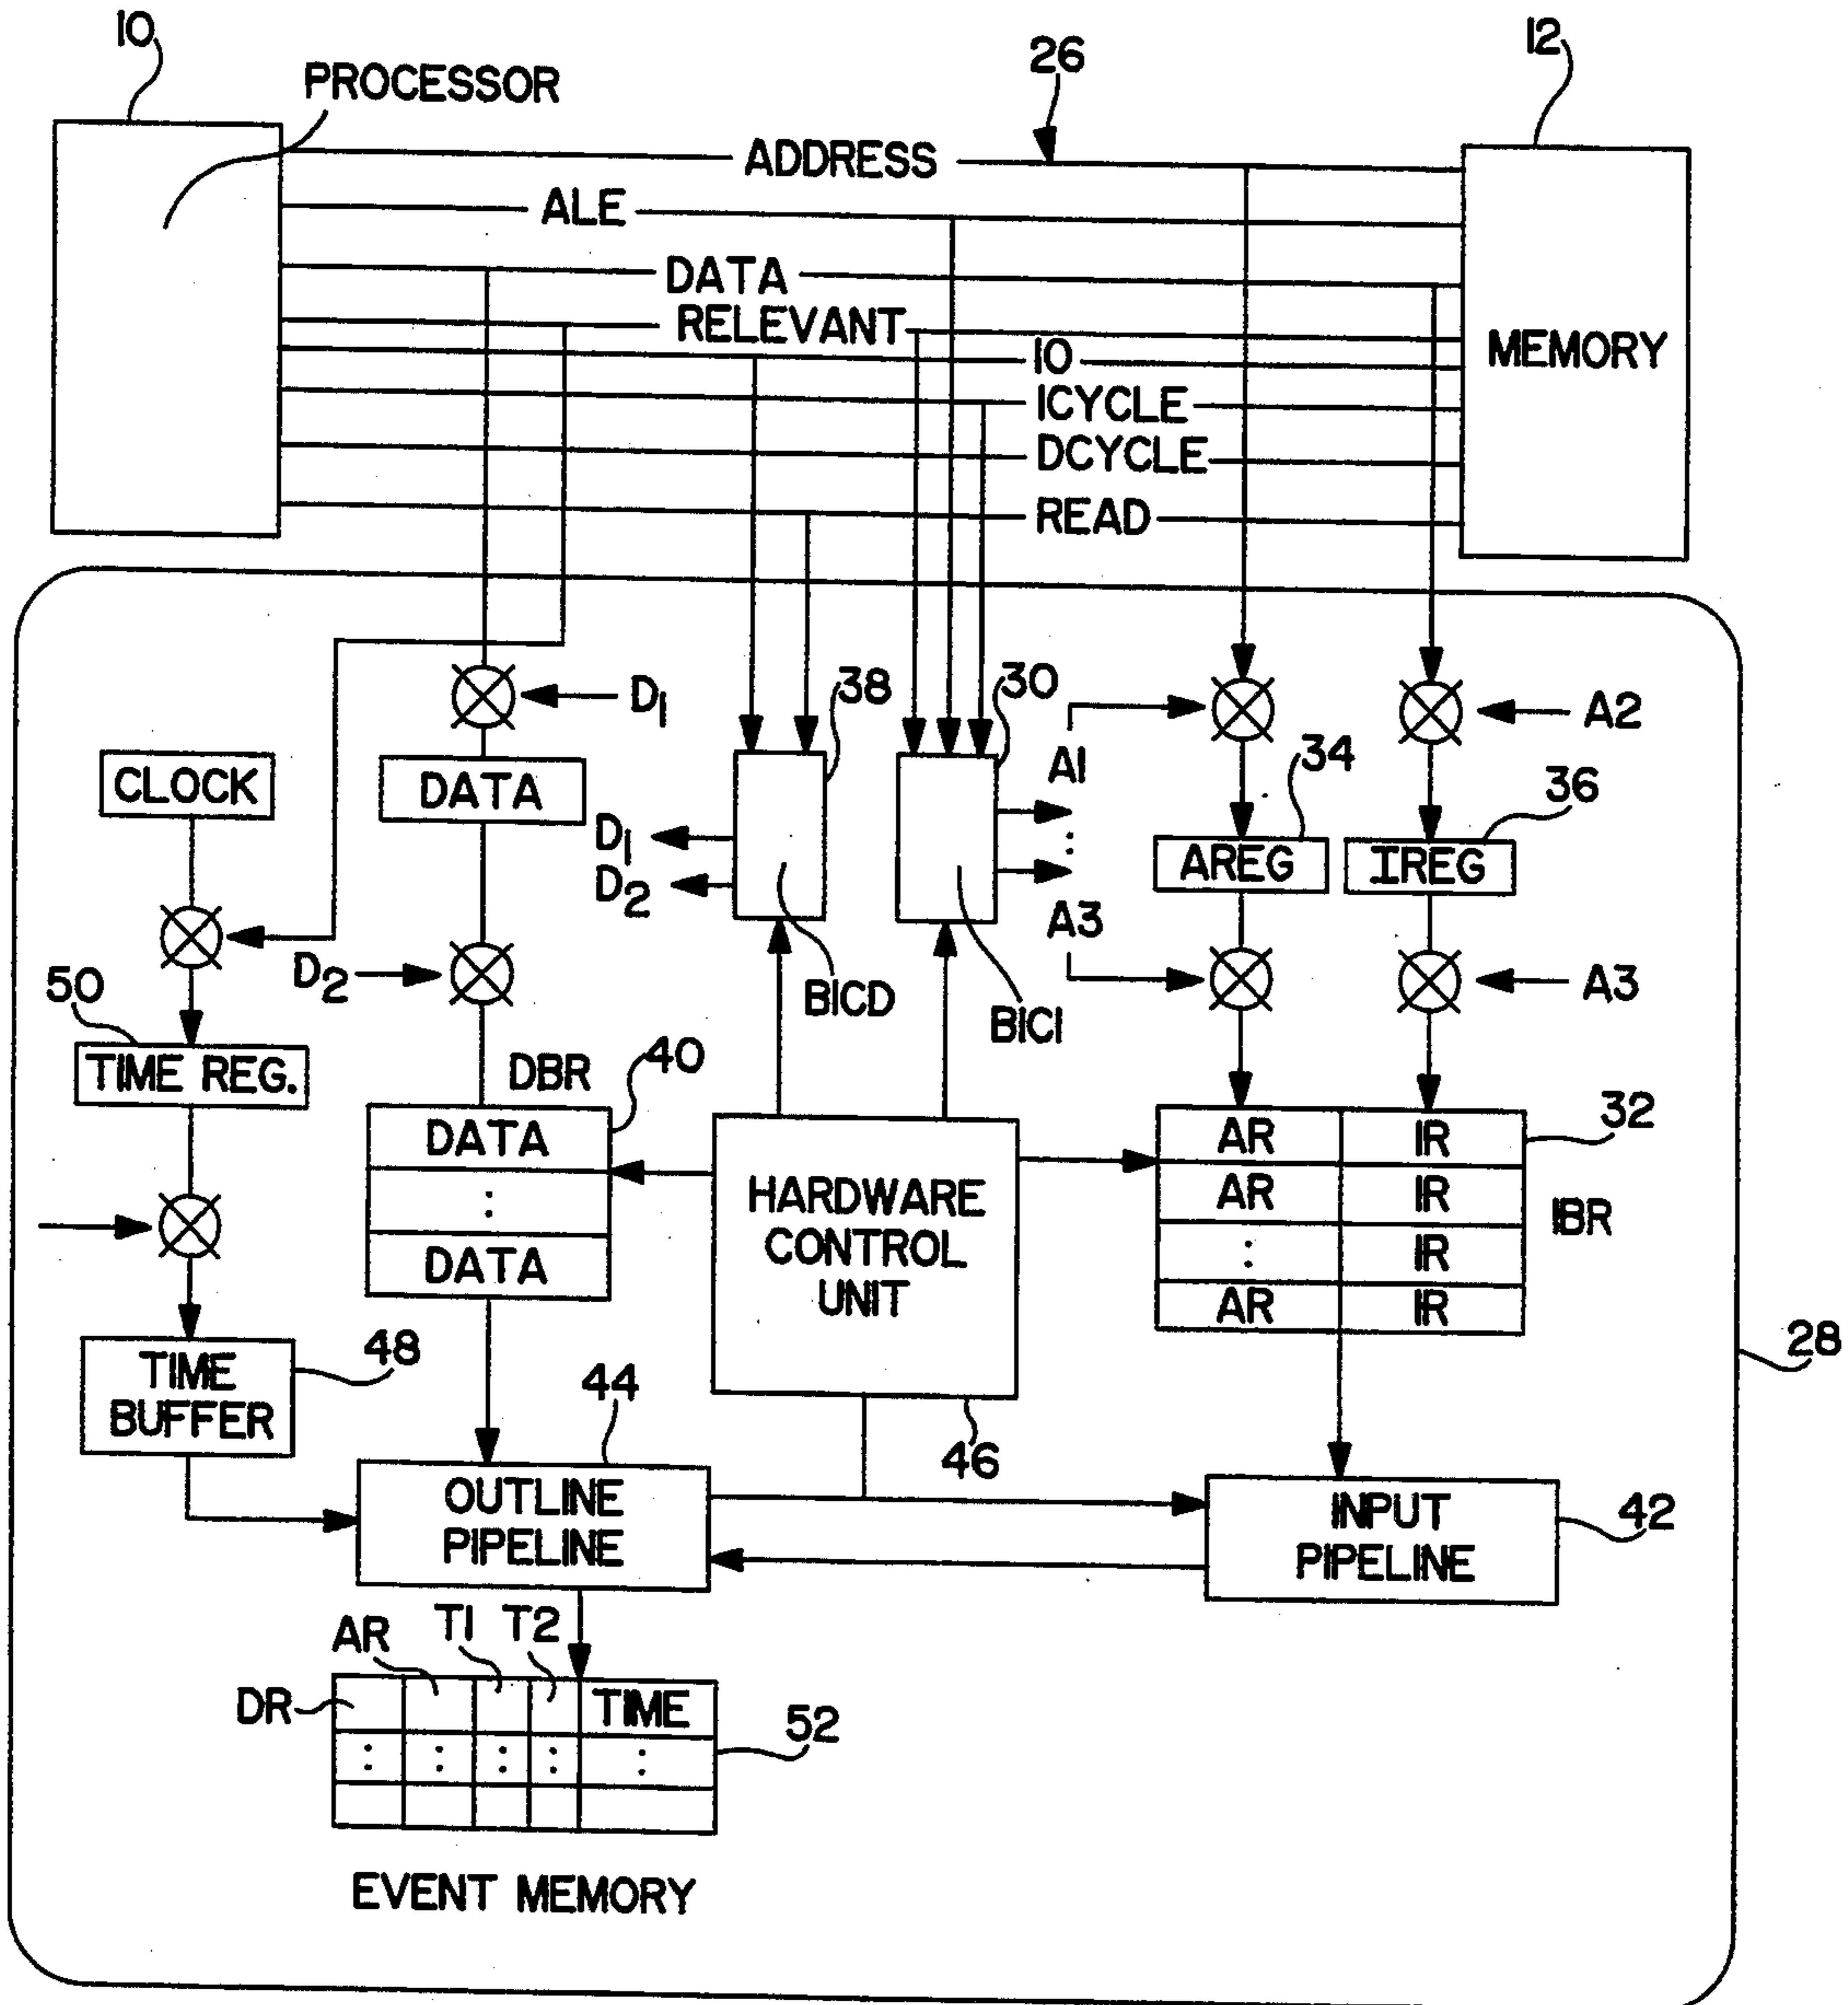 10
PROCESSOR
26
12
ADDRESS
ALE
DATA
RELEVANT
10
MEMORY
ICYCLE
DCYCLE
READ
D1
38
30
A1
A2
CLOCK
DATA
34
36
D1
D2
AREG
IREG
A3
D2
BICD
BICI
A3
50
TIME REG.
DBR
40
32
DATA
:
DATA
HARDWARE
CONTROL
UNIT
AR IR
AR IR
: IR
AR IR
IBR
28
TIME
BUFFER
48
44
46
OUTLINE
PIPELINE
INPUT
PIPELINE
42
AR T1 T2
DR
TIME
52
: : : : :
EVENT MEMORY